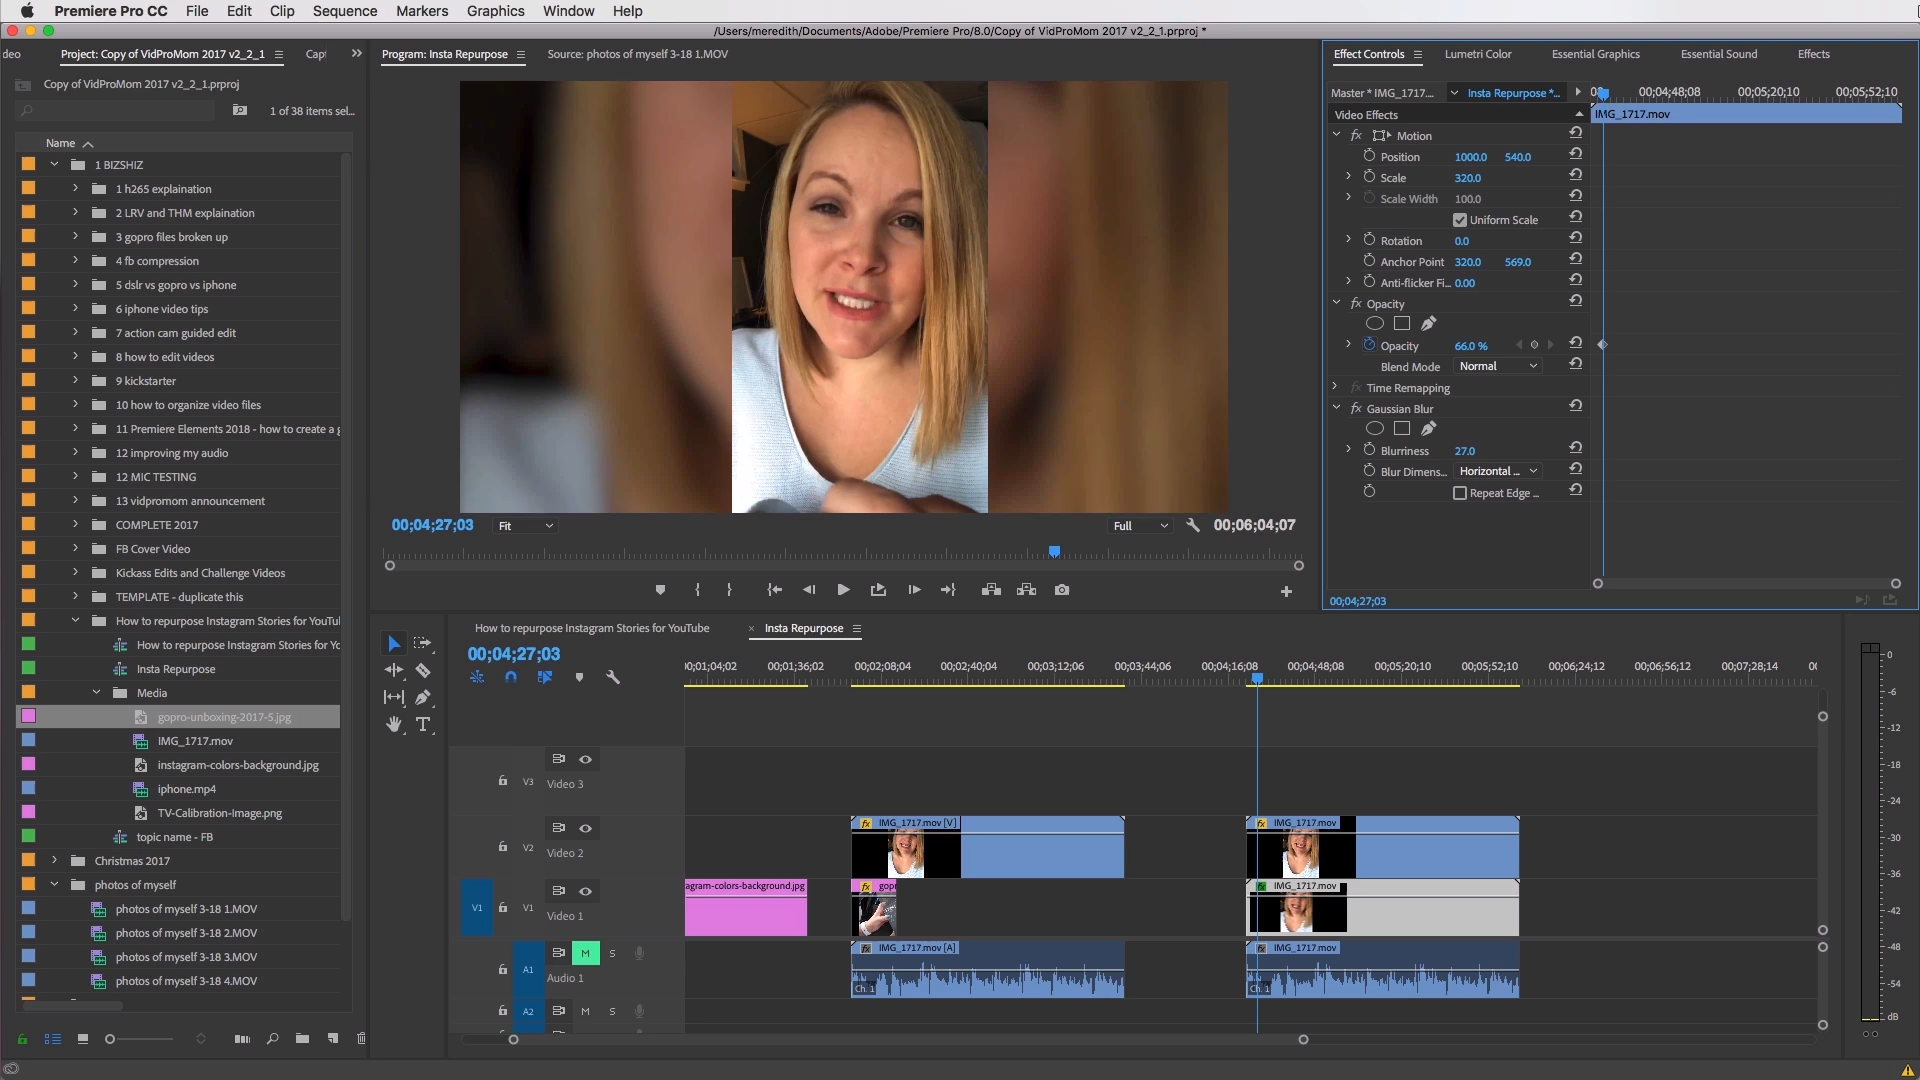 Premiere Pro CC File Edit Clip Sequence Markers Graphics Window Help
/Users/meredith/Documents/Adobe/Premiere Pro/8.0/Copy of VidProMom 2017 v2_2_1.prproj *
deo Project: Copy of VidProMom 2017 v2_2_1 Capt
Copy of VidProMom 2017 v2_2_1.prproj
1 of 38 items sel...
Name
1 BIZSHIZ
1 h265 explaination
2 LRV and THM explaination
3 gopro files broken up
4 fb compression
5 dslr vs gopro vs iphone
6 iphone video tips
7 action cam guided edit
8 how to edit videos
9 kickstarter
10 how to organize video files
11 Premiere Elements 2018 - how to create a g
12 improving my audio
12 MIC TESTING
13 vidpromom announcement
COMPLETE 2017
FB Cover Video
Kickass Edits and Challenge Videos
TEMPLATE - duplicate this
How to repurpose Instagram Stories for YouTul
How to repurpose Instagram Stories for Yo
Insta Repurpose
Media
gopro-unboxing-2017-5.jpg
IMG_1717.mov
instagram-colors-background.jpg
iphone.mp4
TV-Calibration-Image.png
topic name - FB
Christmas 2017
photos of myself
photos of myself 3-18 1.MOV
photos of myself 3-18 2.MOV
photos of myself 3-18 3.MOV
photos of myself 3-18 4.MOV
Program: Insta Repurpose Source: photos of myself 3-18 1.MOV
00;04;27;03 Fit Full 00;06;04;07
Effect Controls Lumetri Color Essential Graphics Essential Sound Effects
Master * IMG_1717.... Insta Repurpose *... 00;04;48;08 00;05;20;10 00;05;52;10
Video Effects IMG_1717.mov
fx Motion
Position 1000.0 540.0
Scale 320.0
Scale Width 100.0
Uniform Scale
Rotation 0.0
Anchor Point 320.0 569.0
Anti-flicker Fi... 0.00
fx Opacity
Opacity 66.0 %
Blend Mode Normal
fx Time Remapping
fx Gaussian Blur
Blurriness 27.0
Blur Dimens... Horizontal ...
Repeat Edge ...
00;04;27;03
How to repurpose Instagram Stories for YouTube × Insta Repurpose
00;04;27;03
00;01;04;02 00;01;36;02 00;02;08;04 00;02;40;04 00;03;12;06 00;03;44;06 00;04;16;08 00;04;48;08 00;05;20;10 00;05;52;10 00;06;24;12 00;06;56;12 00;07;28;14
V3 Video 3
V2 Video 2
fx IMG_1717.mov [V] fx IMG_1717.mov
V1 V1 Video 1
agram-colors-background.jpg fx gopr fx IMG_1717.mov
A1 M S Audio 1
fx IMG_1717.mov [A] fx IMG_1717.mov
Ch. 1 Ch. 1
A2 M S
0
-6
-12
-18
-24
-30
-36
-42
-48
-54
dB